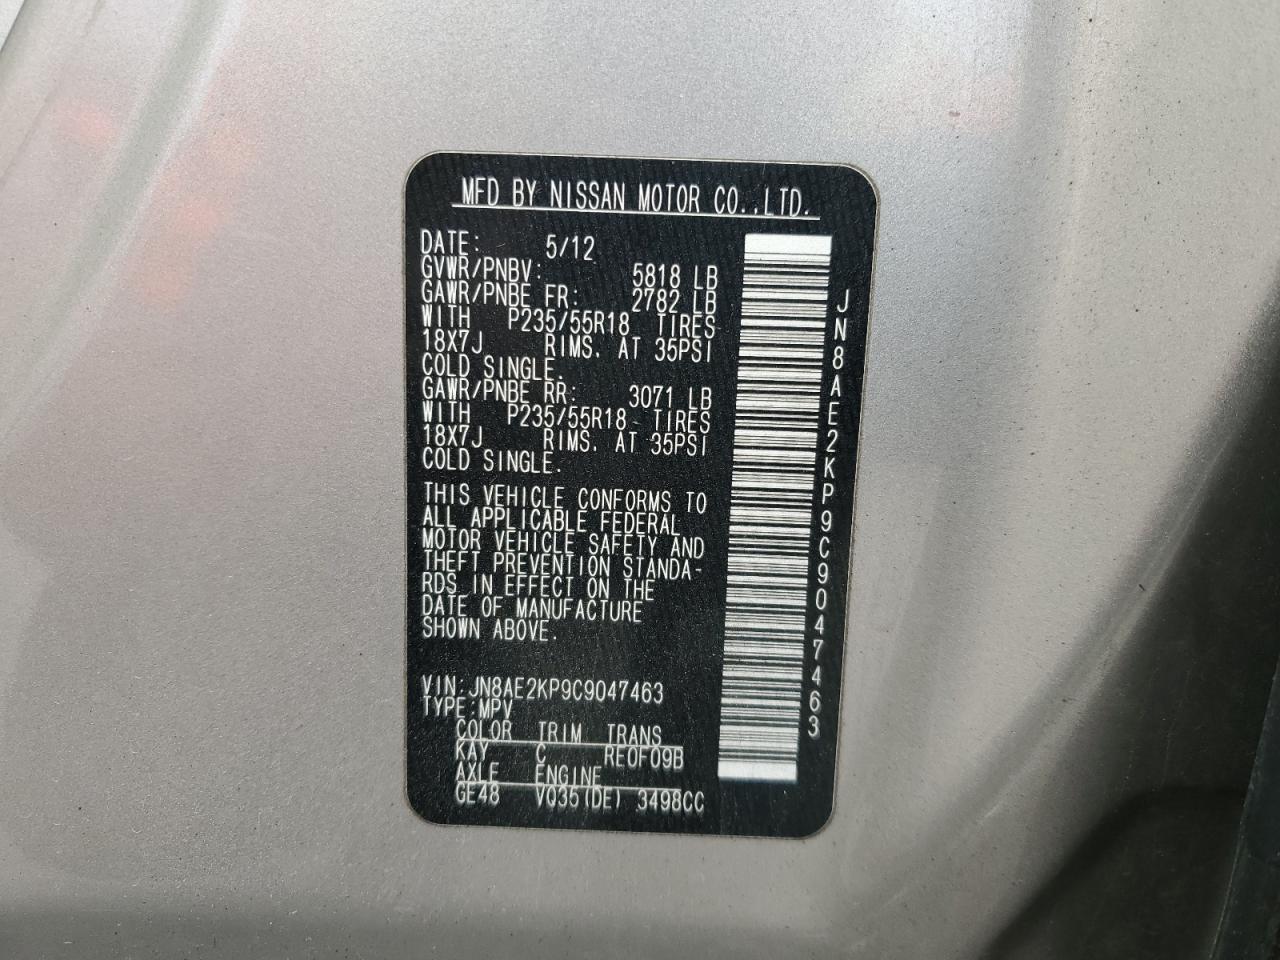 MFD BY NISSAN MOTOR CO.,LTD.
DATE: 5/12
GVWR/PNBV: 5818 LB
GAWR/PNBE FR: 2782 LB
WITH P235/55R18 TIRES
18X7J RIMS. AT 35PSI
COLD SINGLE.
GAWR/PNBE RR: 3071 LB
WITH P235/55R18 TIRES
18X7J RIMS. AT 35PSI
COLD SINGLE.
THIS VEHICLE CONFORMS TO
ALL APPLICABLE FEDERAL
MOTOR VEHICLE SAFETY AND
THEFT PREVENTION STANDA-
RDS IN EFFECT ON THE
DATE OF MANUFACTURE
SHOWN ABOVE.
VIN:JN8AE2KP9C9047463
TYPE:MPV
COLOR TRIM TRANS
KAY C RE0F09B
AXLE ENGINE
GE48 VQ35(DE) 3498CC
JN8AE2KP9C9047463